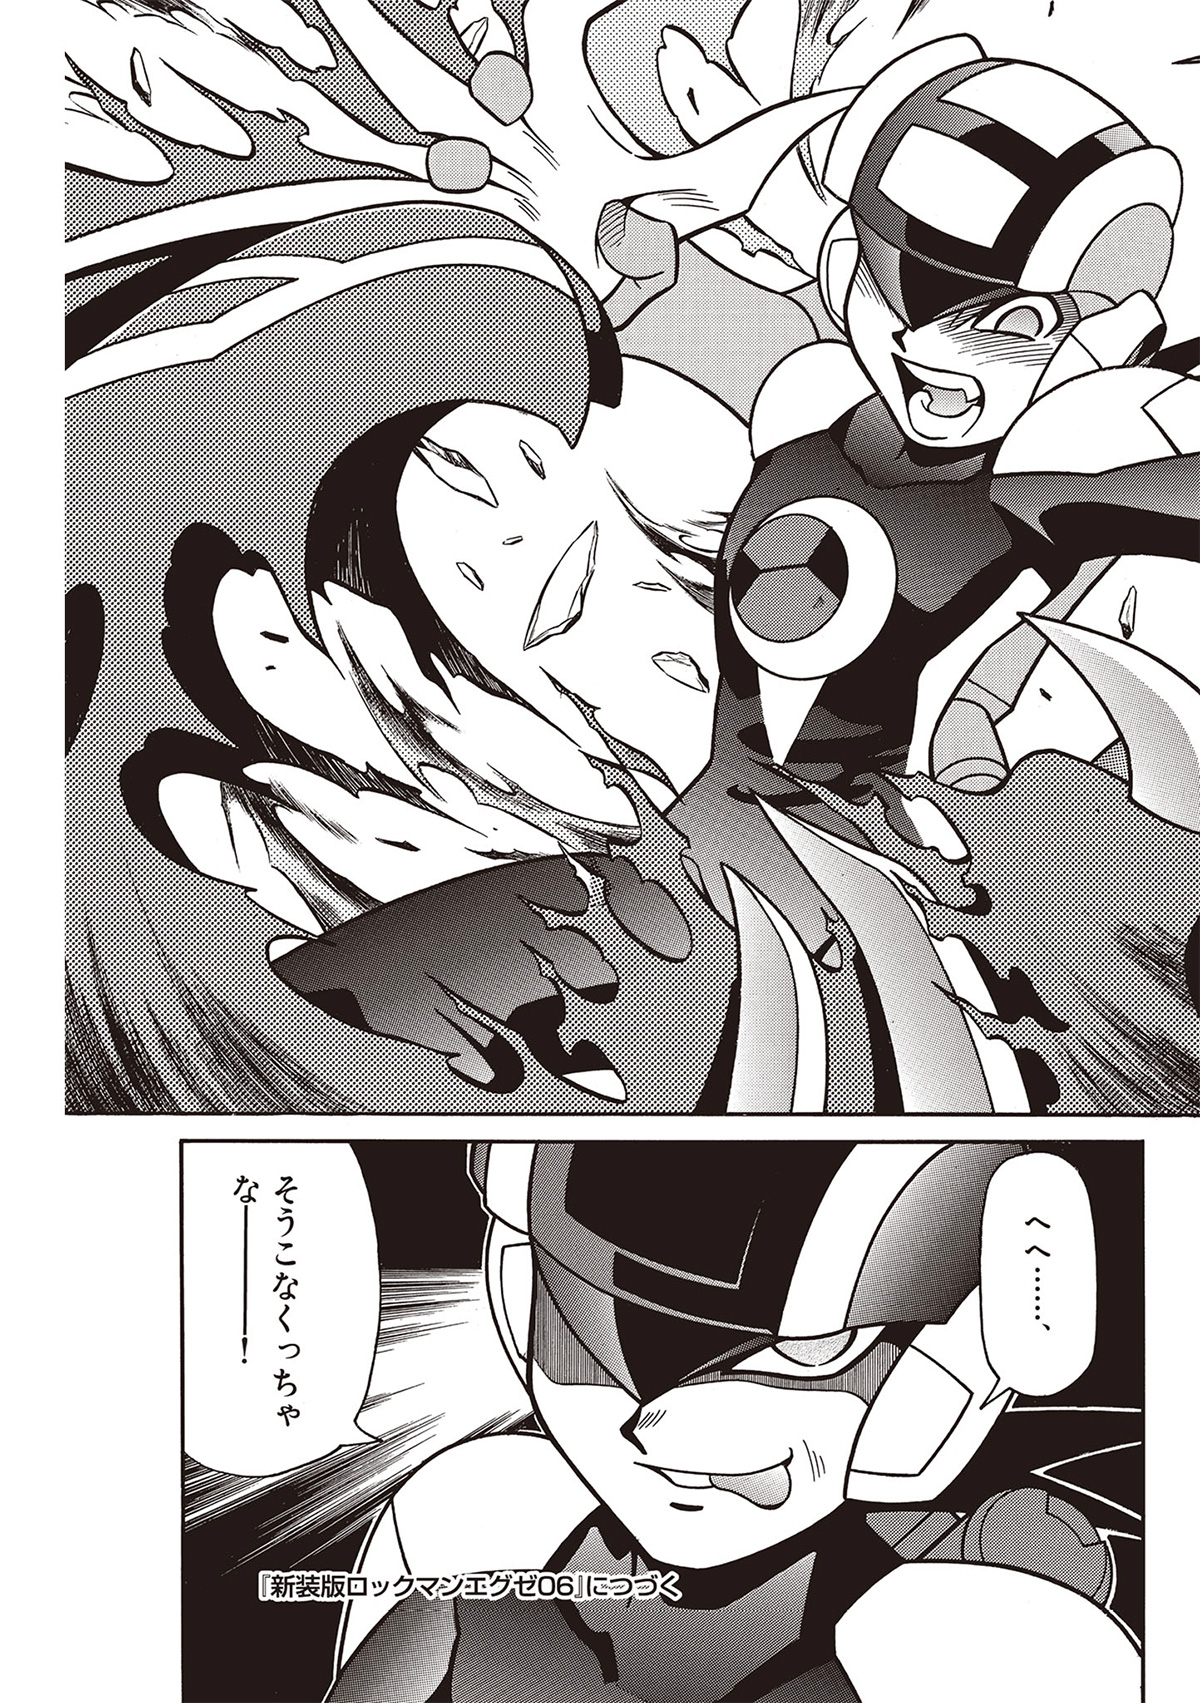 へへ……、
そうこなくっちゃ
な———！
『新装版ロックマンエグゼ06』につづく